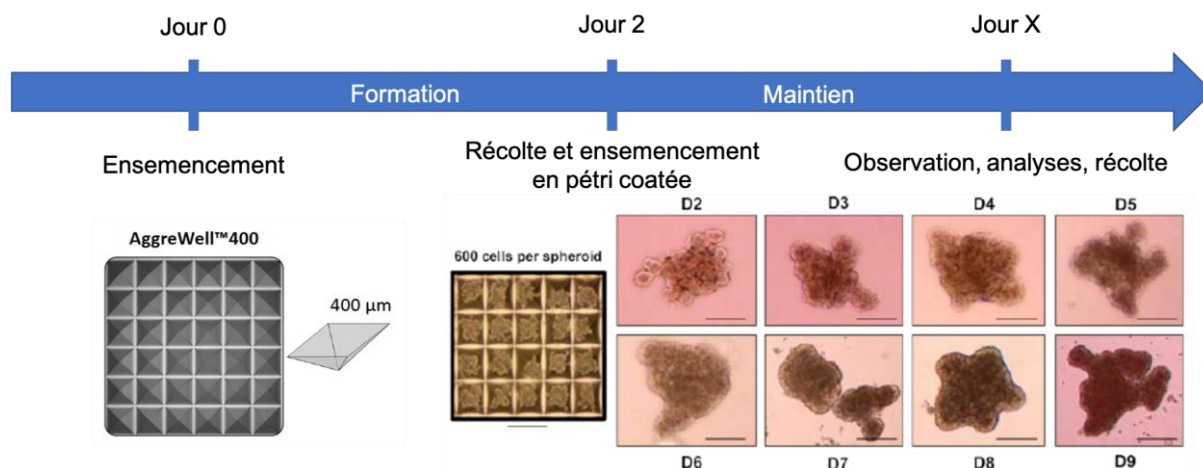 Jour 0
Jour 2
Jour X
Formation
Maintien
Ensemencement
Récolte et ensemencement
en pétri coatée
Observation, analyses, récolte
AggreWell™400
400 µm
600 cells per spheroid
D2
D3
D4
D5
D6
D7
D8
D9